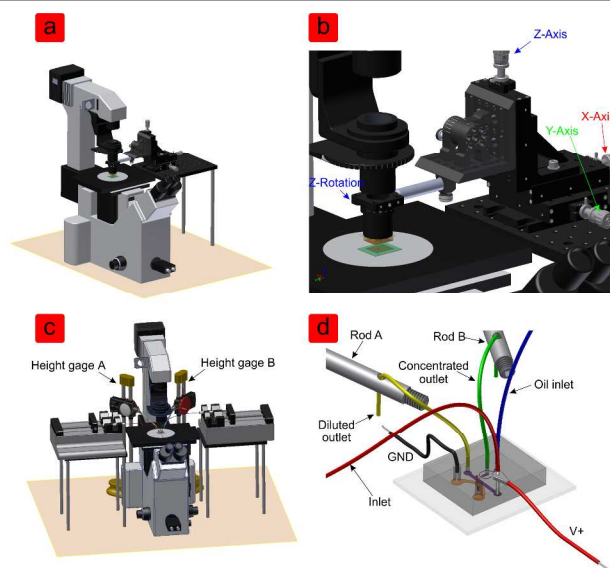 a
b
Z-Axis
X-Axi
Y-Axis
Z-Rotation
c
Height gage A
Height gage B
d
Rod A
Rod B
Concentrated
outlet
Oil inlet
Diluted
outlet
GND
Inlet
V+